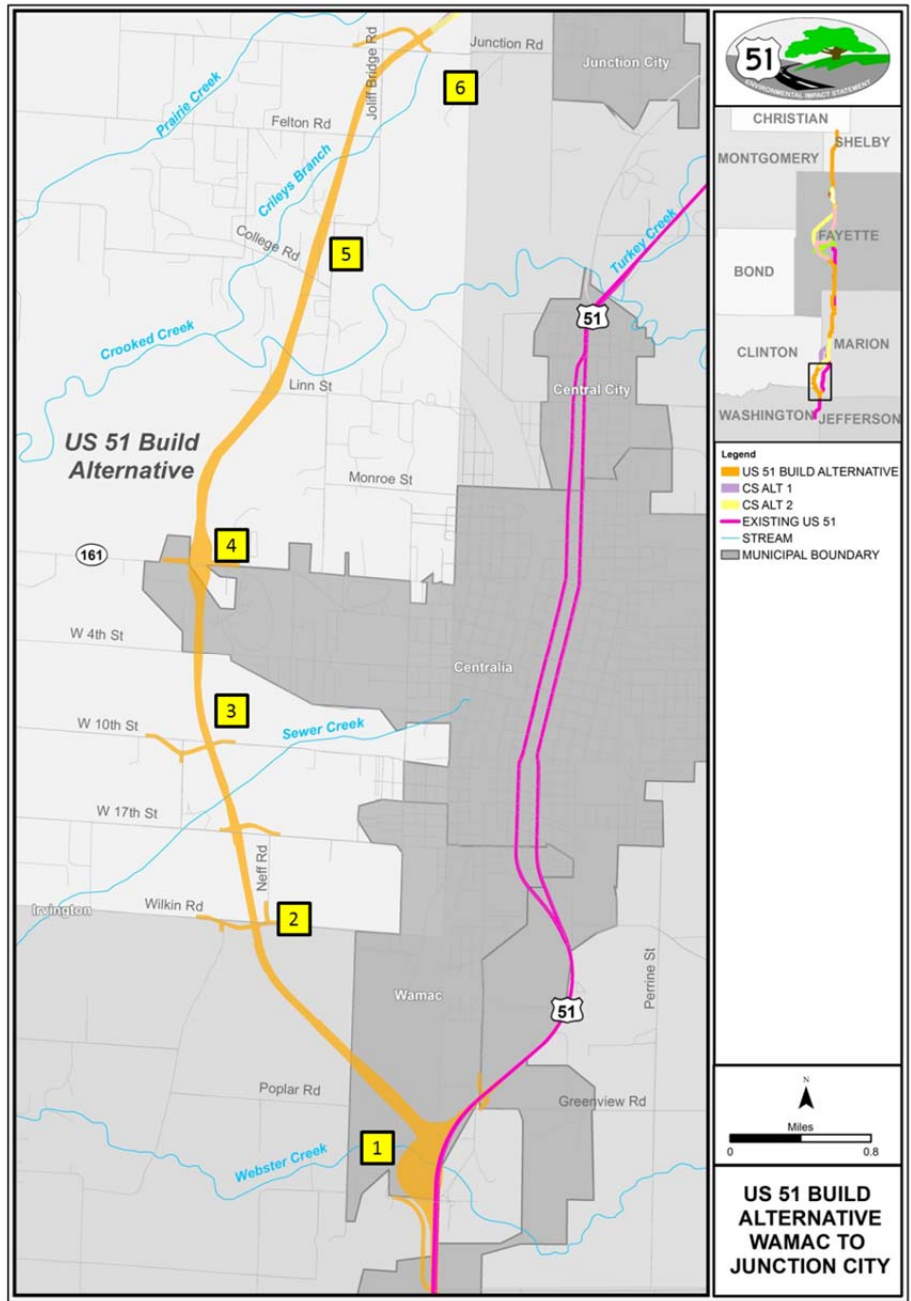 Junction Rd
Joliff Bridge Rd
Junction City
Prairie Creek
6
Felton Rd
Crileys Branch
College Rd
5
Turkey Creek
Crooked Creek
51
Central City
Linn St
US 51 Build
Alternative
Monroe St
4
161
W 4th St
Centralia
3
W 10th St
Sewer Creek
W 17th St
Neff Rd
Irvington
Wilkin Rd
2
Wamac
Perrine St
51
Poplar Rd
Greenview Rd
1
Webster Creek
51
ENVIRONMENTAL IMPACT STATEMENT
CHRISTIAN
SHELBY
MONTGOMERY
FAYETTE
BOND
MARION
CLINTON
WASHINGTON
JEFFERSON
Legend
US 51 BUILD ALTERNATIVE
CS ALT 1
CS ALT 2
EXISTING US 51
STREAM
MUNICIPAL BOUNDARY
N
Miles
0 0.8
US 51 BUILD
ALTERNATIVE
WAMAC TO
JUNCTION CITY